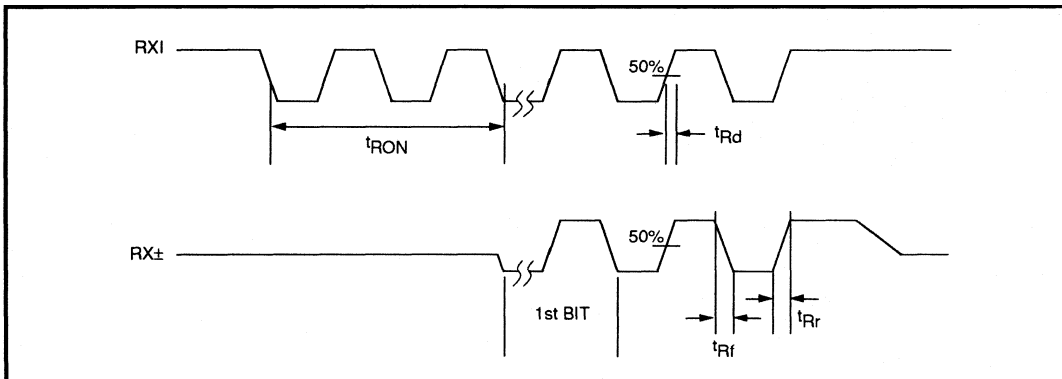 RXI
50%
tRON
tRd
RX±
50%
1st BIT
tRf
tRr